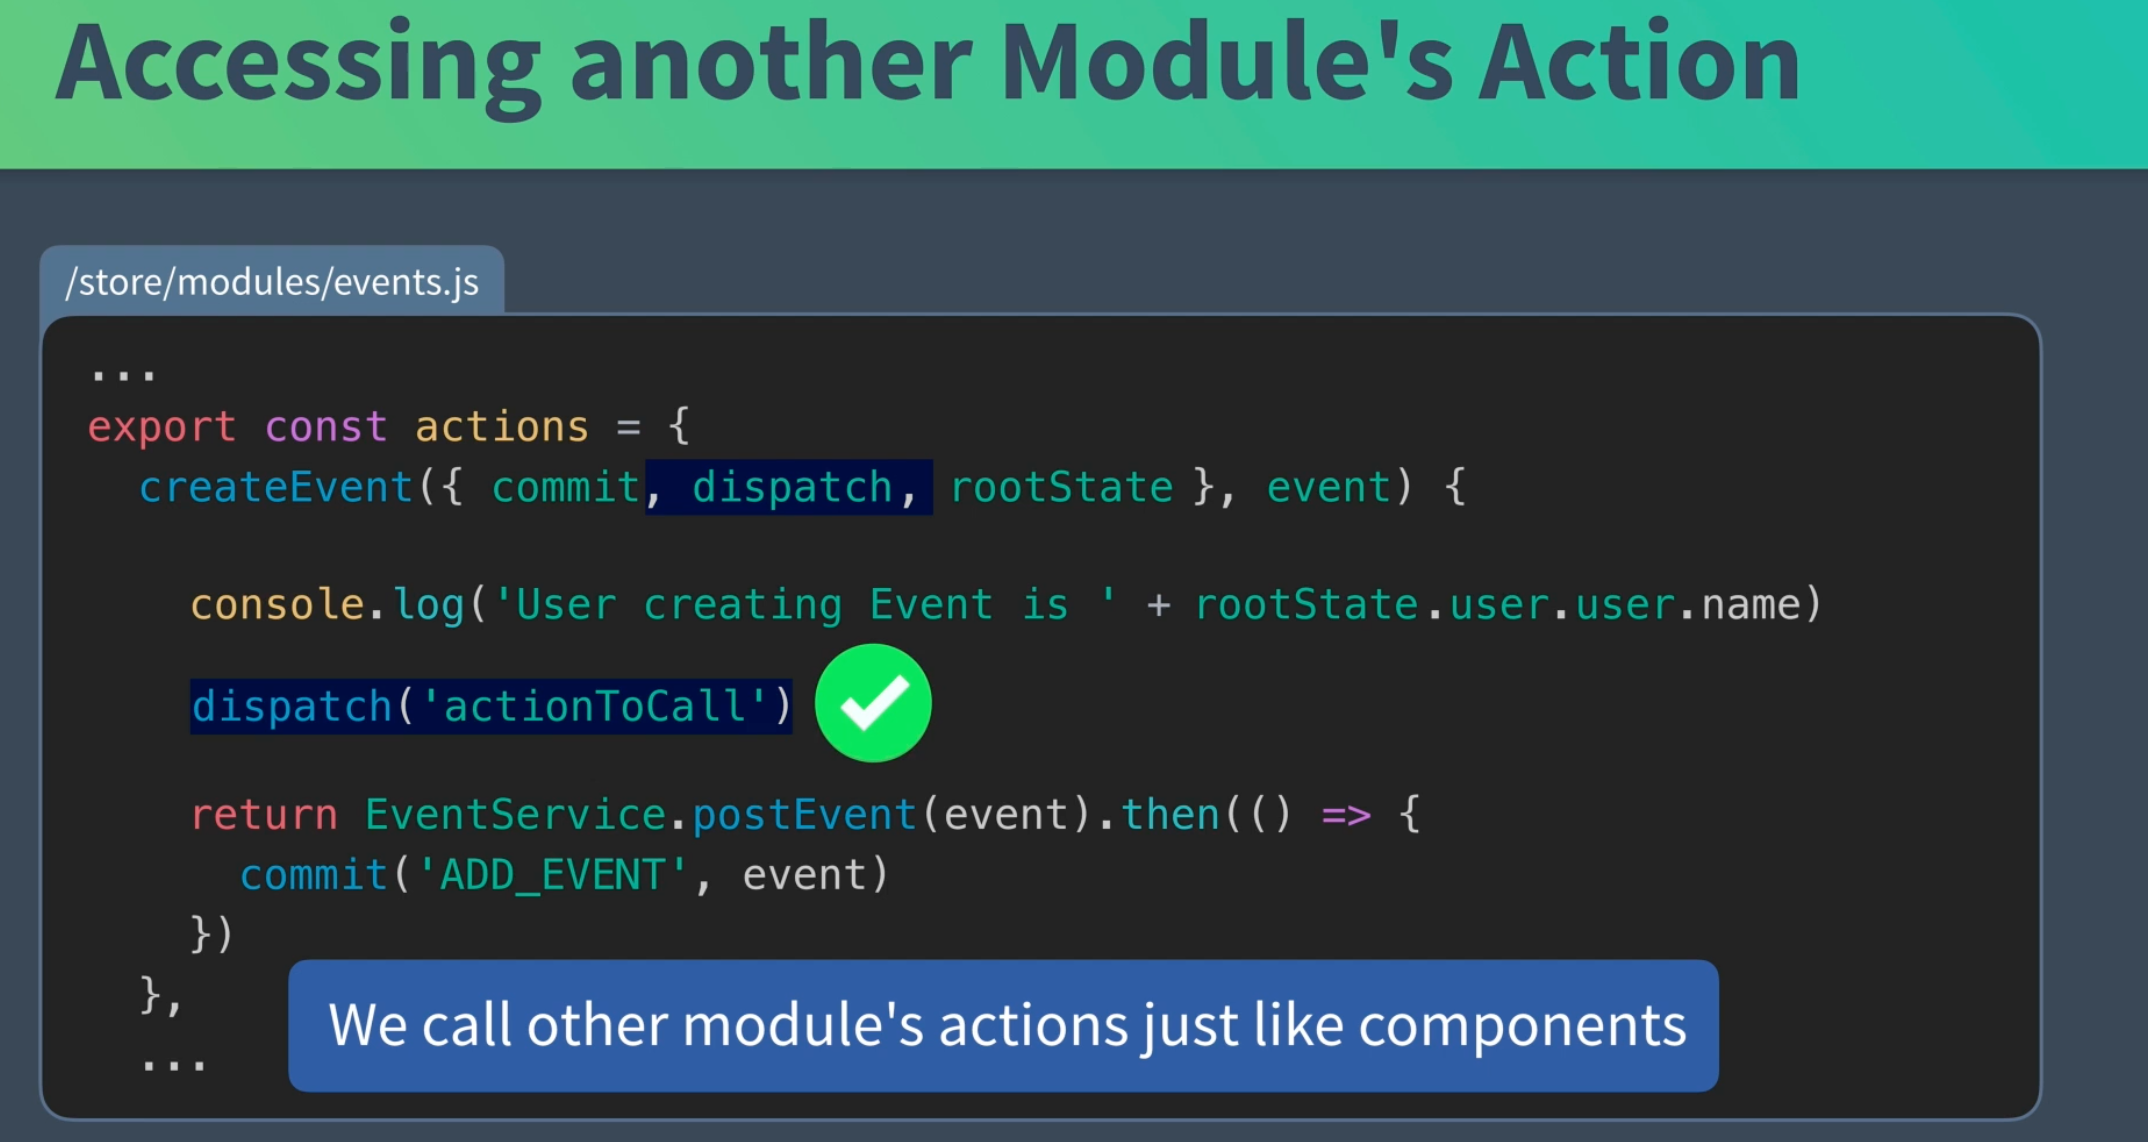 Accessing another Module's Action
/store/modules/events.js
...
export const actions = {
createEvent({ commit, dispatch, rootState }, event) {
console.log('User creating Event is ' + rootState.user.user.name)
dispatch('actionToCall')
return EventService.postEvent(event).then(() => {
commit('ADD_EVENT', event)
})
},
We call other module's actions just like components
...